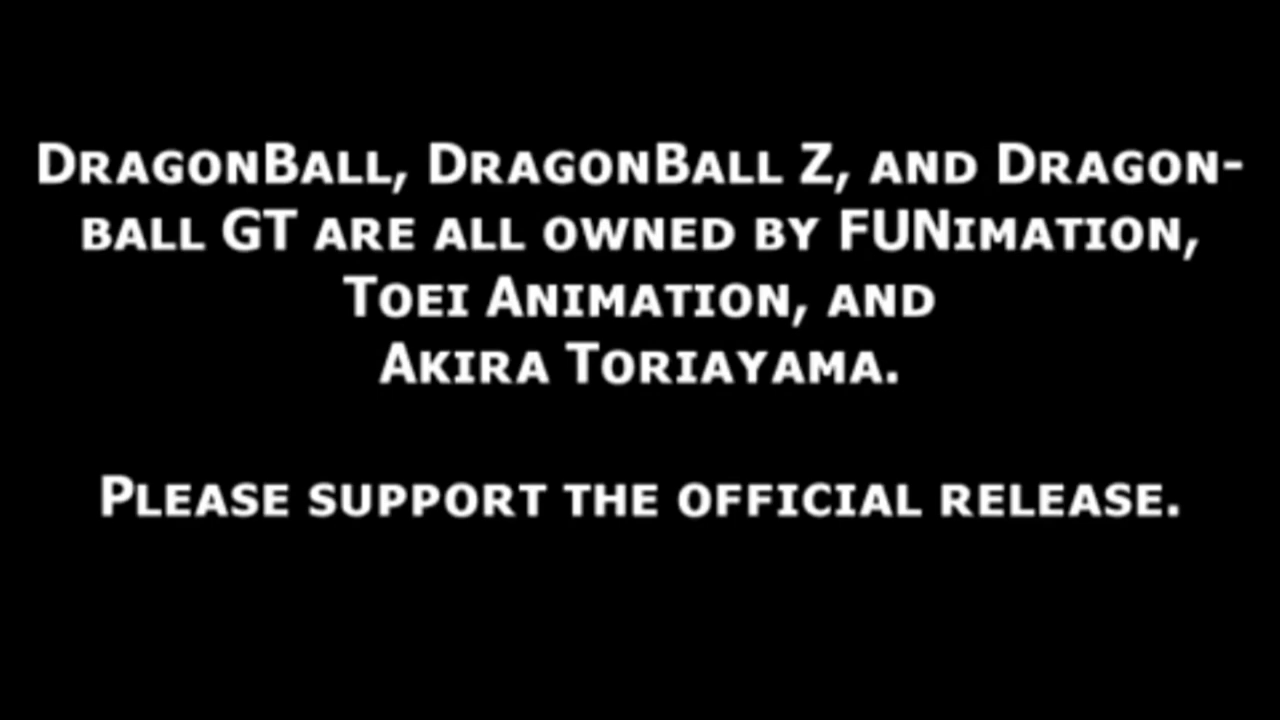 DragonBall, DragonBall Z, and Dragon-
ball GT are all owned by FUNimation,
Toei Animation, and
Akira Toriayama.
Please support the official release.